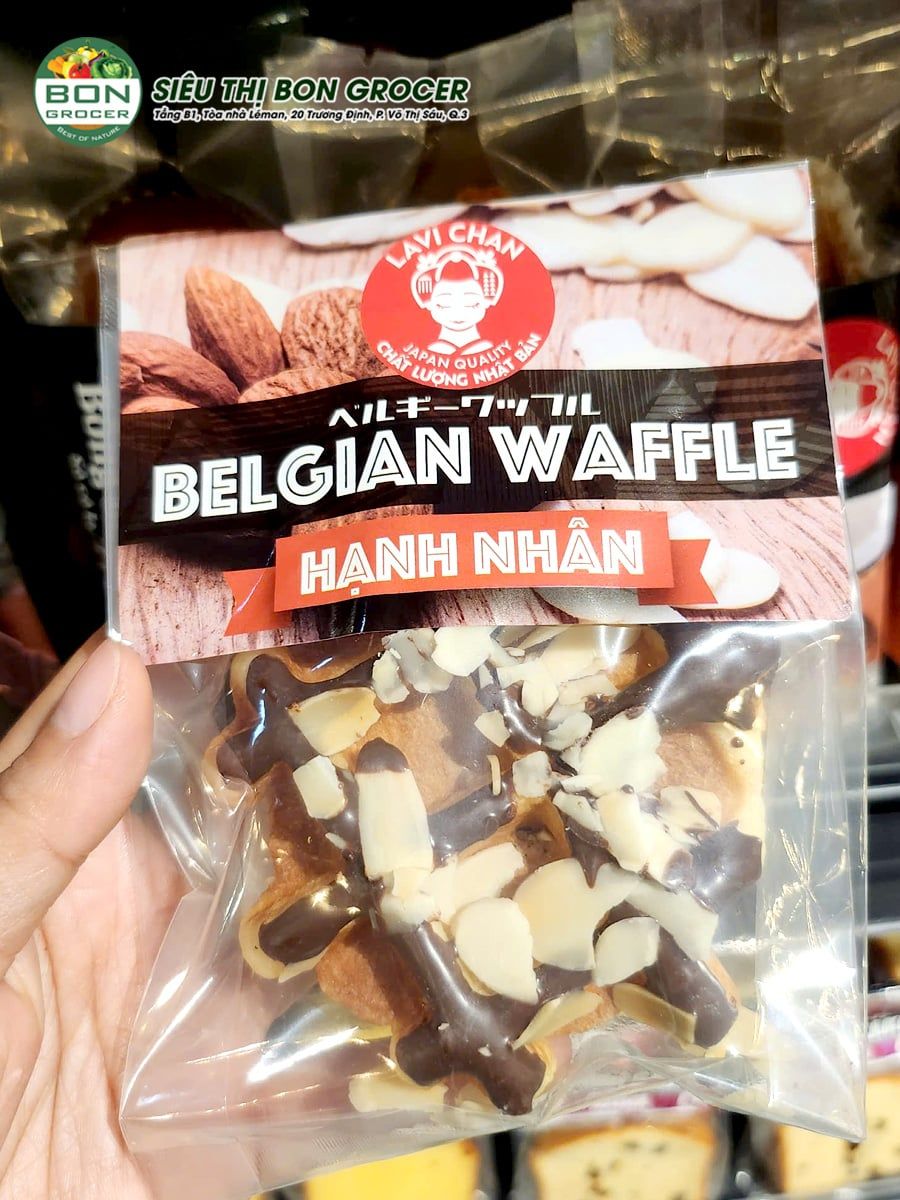 BON
GROCER
BEST OF NATURE
SIÊU THỊ BON GROCER
Tầng B1, Tòa nhà Léman, 20 Trương Định, P. Võ Thị Sáu, Q.3
LAVI CHAN
JAPAN QUALITY
CHẤT LƯỢNG NHẬT BẢN
ベルギーワッフル
BELGIAN WAFFLE
HẠNH NHÂN